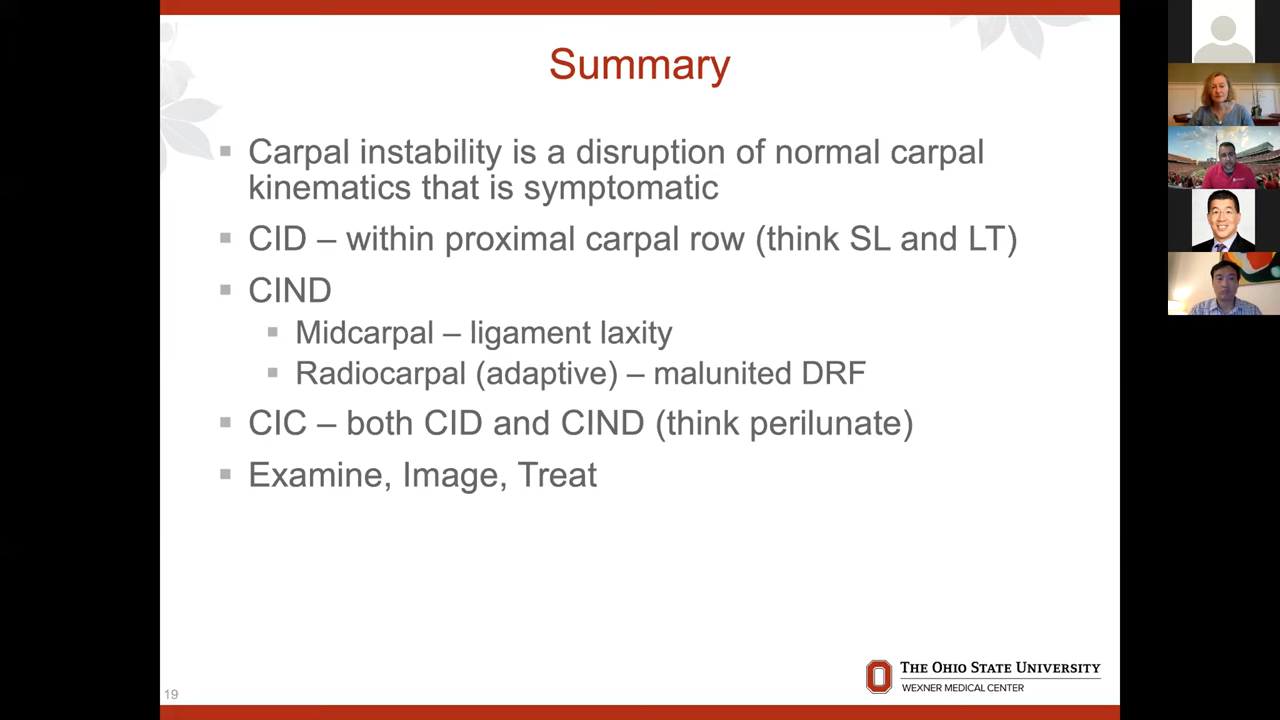 Summary
Carpal instability is a disruption of normal carpal
kinematics that is symptomatic
CID – within proximal carpal row (think SL and LT)
CIND
Midcarpal – ligament laxity
Radiocarpal (adaptive) – malunited DRF
CIC – both CID and CIND (think perilunate)
Examine, Image, Treat
THE OHIO STATE UNIVERSITY
WEXNER MEDICAL CENTER
19